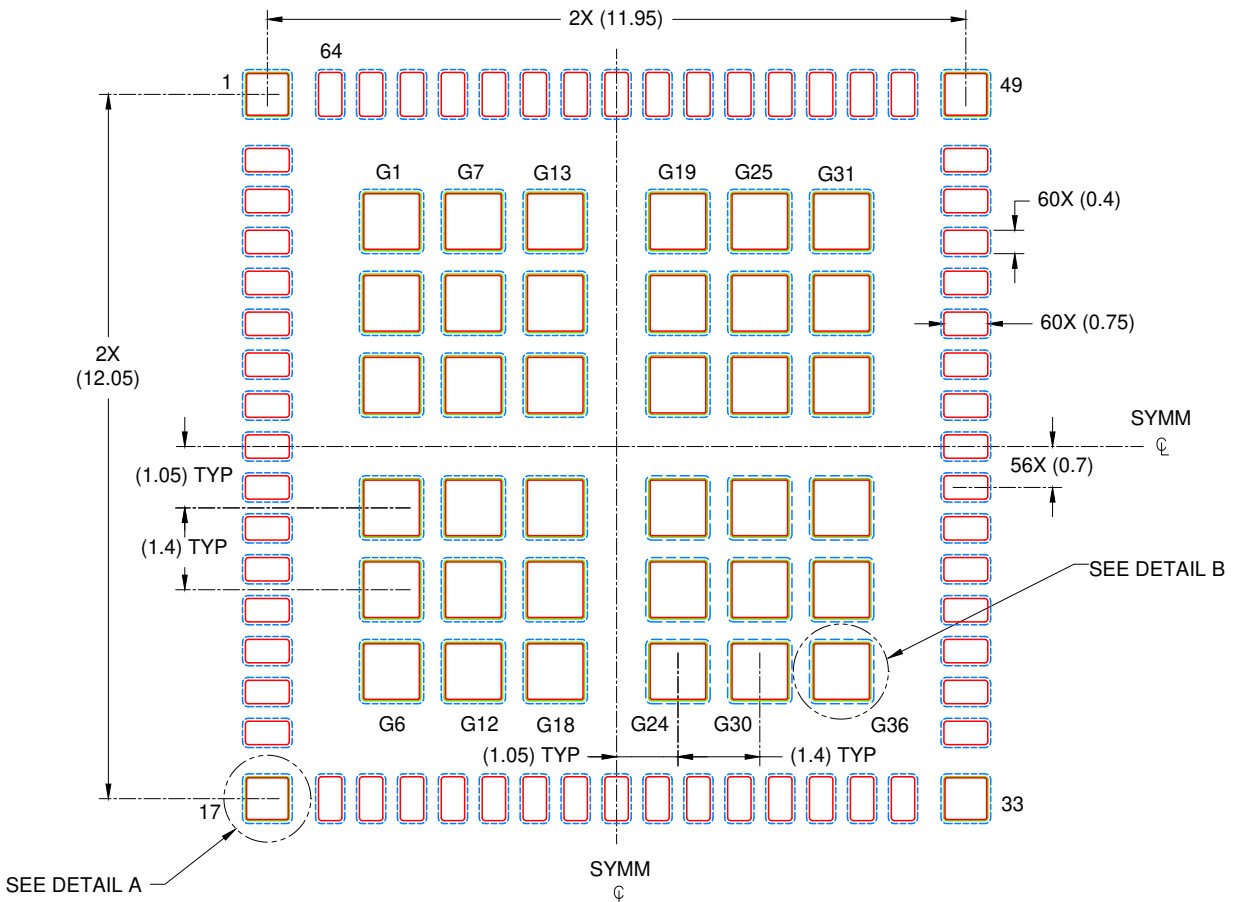 2X (11.95)
64
1
49
G1
G7
G13
G19
G25
G31
60X (0.4)
60X (0.75)
2X
(12.05)
SYMM
℄
(1.05) TYP
56X (0.7)
(1.4) TYP
SEE DETAIL B
G6
G12
G18
G24
G30
G36
(1.05) TYP
(1.4) TYP
17
33
SYMM
℄
SEE DETAIL A